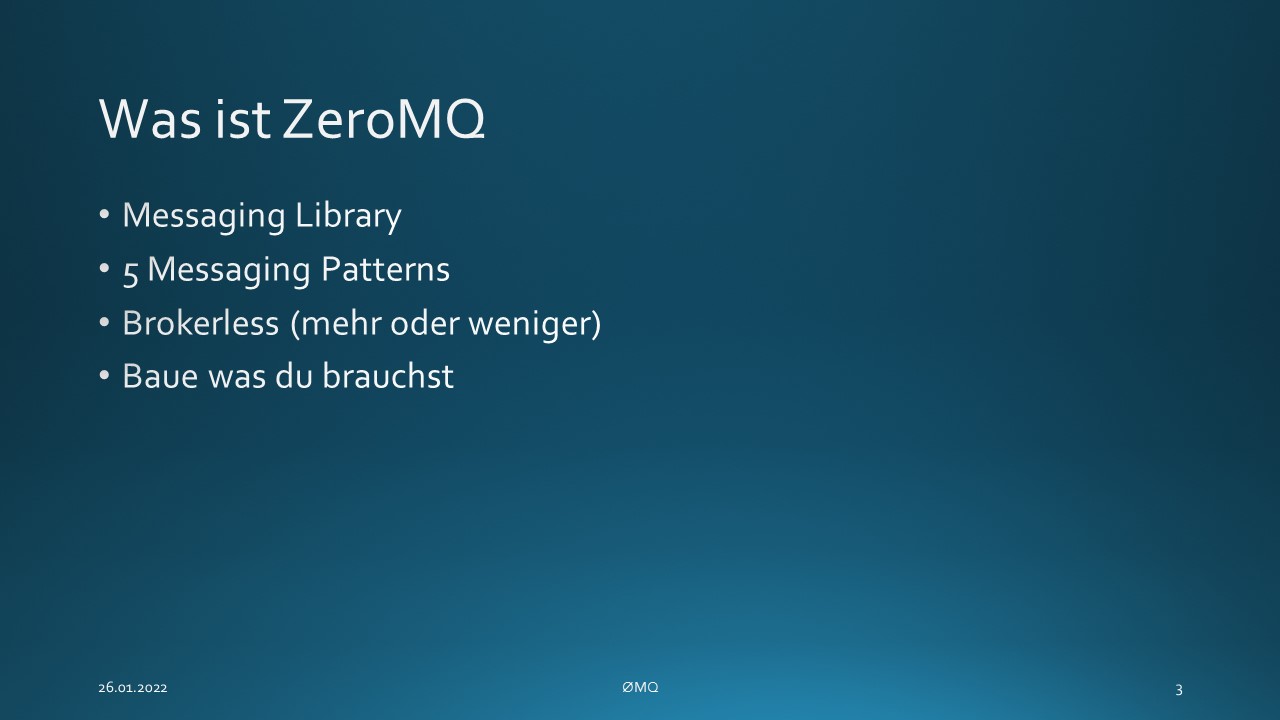 Was ist ZeroMQ
• Messaging Library
• 5 Messaging Patterns
• Brokerless (mehr oder weniger)
• Baue was du brauchst
26.01.2022
ØMQ
3